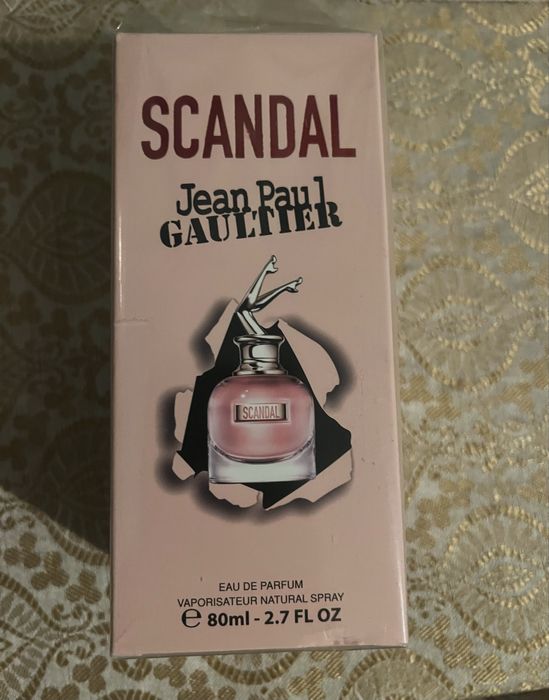 SCANDAL
Jean Paul
GAULTIER
SCANDAL
EAU DE PARFUM
VAPORISATEUR NATURAL SPRAY
℮ 80ml - 2.7 FL OZ